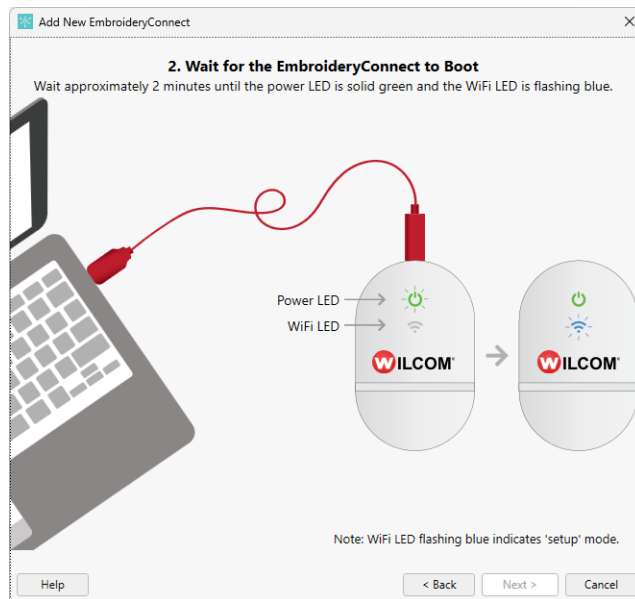 Add New EmbroideryConnect
2. Wait for the EmbroideryConnect to Boot
Wait approximately 2 minutes until the power LED is solid green and the WiFi LED is flashing blue.
Power LED
WiFi LED
WILCOM®
WILCOM®
Note: WiFi LED flashing blue indicates 'setup' mode.
Help
< Back
Next >
Cancel